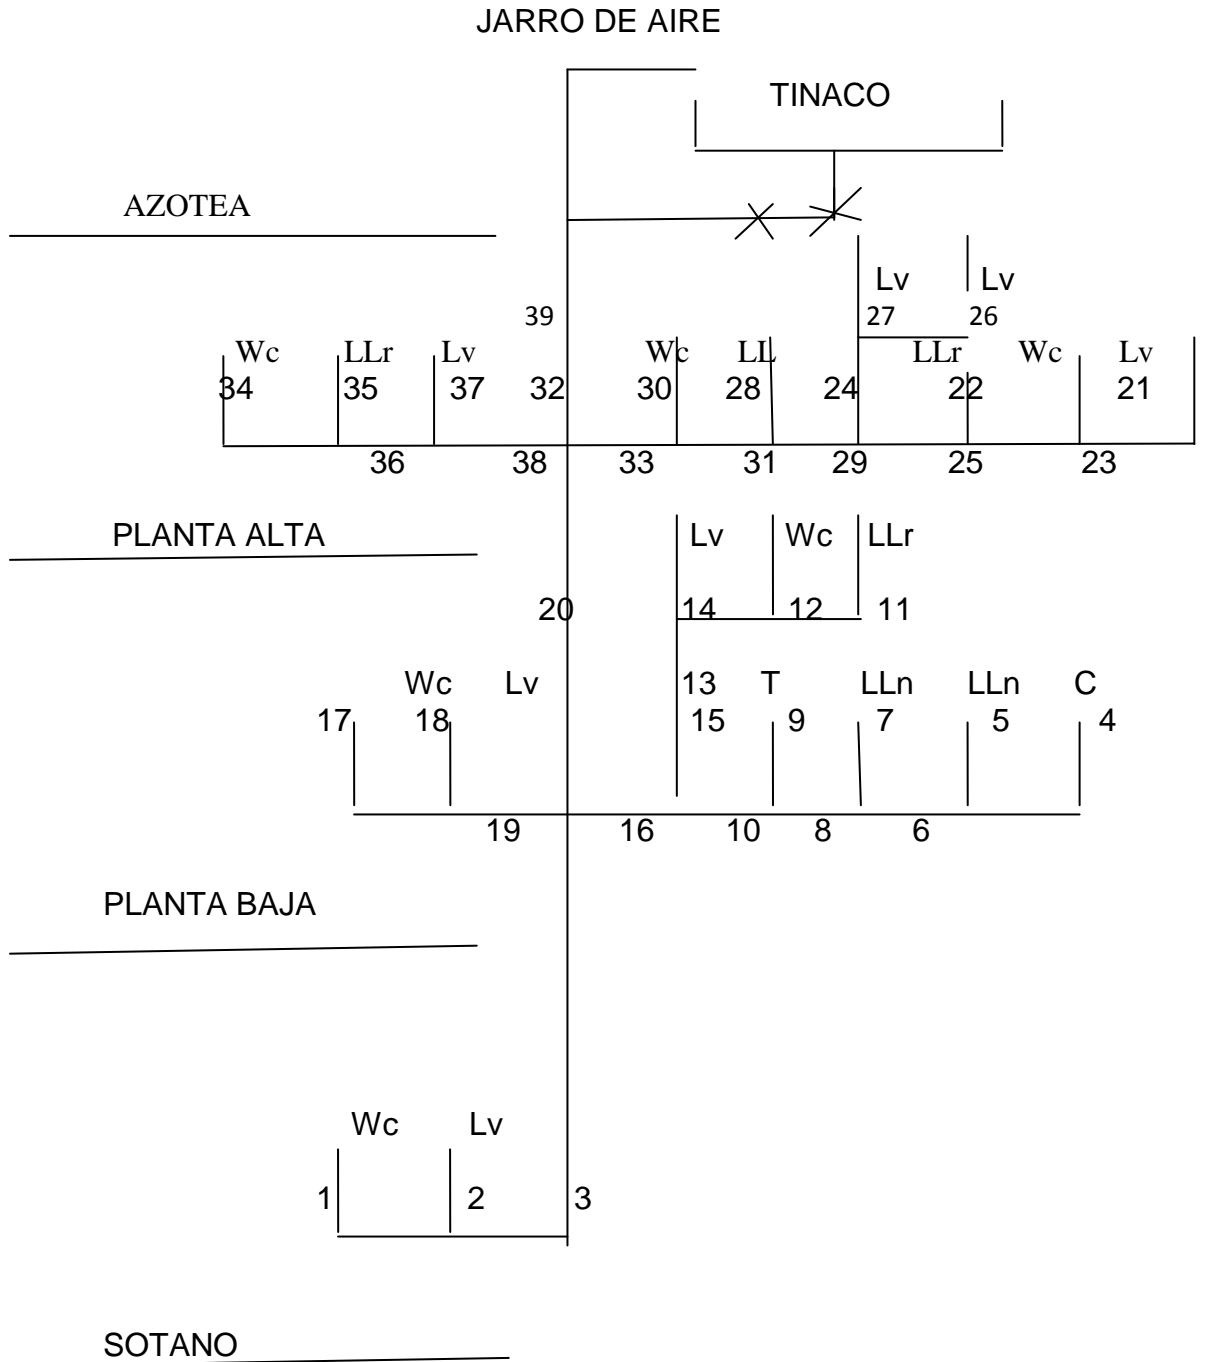 JARRO DE AIRE
TINACO
AZOTEA
Lv Lv
39 27 26
Wc LLr Lv Wc LL LLr Wc Lv
34 35 37 32 30 28 24 22 21
36 38 33 31 29 25 23
PLANTA ALTA Lv Wc LLr
20 14 12 11
Wc Lv 13 T LLn LLn C
17 18 15 9 7 5 4
19 16 10 8 6
PLANTA BAJA
Wc Lv
1 2 3
SOTANO